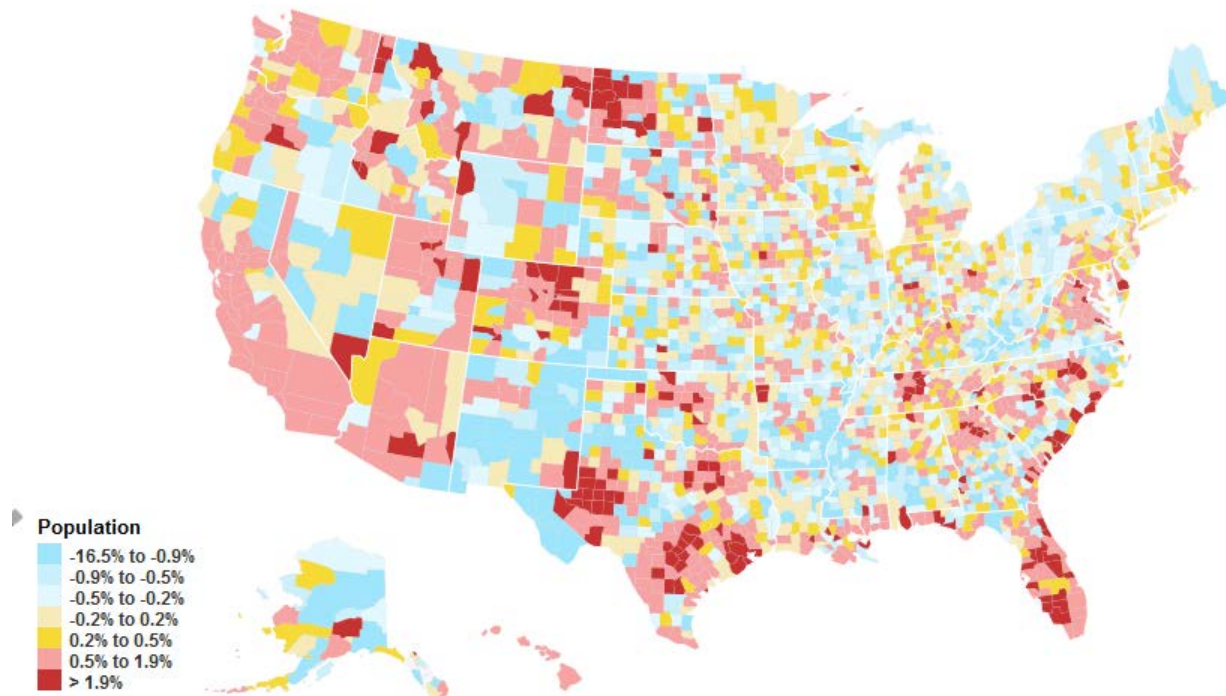 Population
-16.5% to -0.9%
-0.9% to -0.5%
-0.5% to -0.2%
-0.2% to 0.2%
0.2% to 0.5%
0.5% to 1.9%
> 1.9%